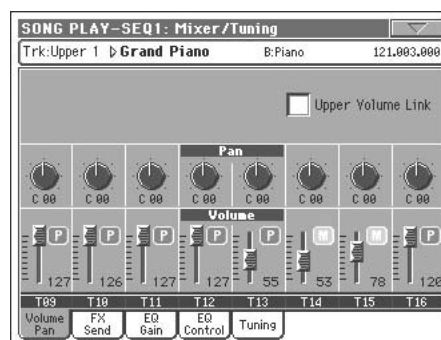 SONG PLAY-SEQ1: Mixer/Tuning
Trk:Upper 1 ▷Grand Piano B:Piano 121.003.000
Upper Volume Link
Pan
C 00 C 00 C 00 C 00 C 00 C 00 C 00 C 00
Volume
P P P P P M M P
127 126 127 127 55 53 78 120
T09 T10 T11 T12 T13 T14 T15 T16
Volume Pan FX Send EQ Gain EQ Control Tuning